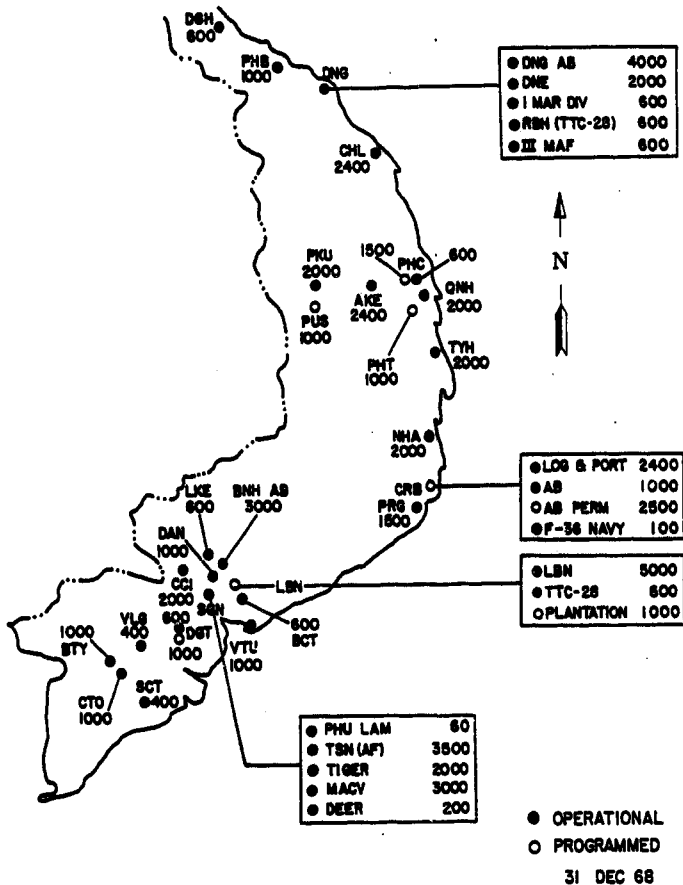 DGH
600
PHB
1000
DNG
● DNG AB 4000
● DNE 2000
● I MAR DIV 600
● RBH (TTC-28) 600
● III MAF 600
CHL
2400
N
PKU
2000
PUS
1000
AKE
2400
1500
PHC
600
QNH
2000
PHT
1000
TYH
2000
NHA
2000
CRB
PRG
1500
● LOG & PORT 2400
● AB 1000
○ AB PERM 2500
● F-36 NAVY 100
LKE
600
BNH AB
3000
DAN
1000
CCI
2000
SGN
LBN
● LBN 5000
● TTC-28 600
○ PLANTATION 1000
600
BCT
VTU
1000
600
DGT
1000
VLG
400
1000
BTY
CTO
1000
SCT
400
● PHU LAM 60
● TSN (AF) 3500
● TIGER 2000
● MACV 3000
● DEER 200
● OPERATIONAL
○ PROGRAMMED
31 DEC 68